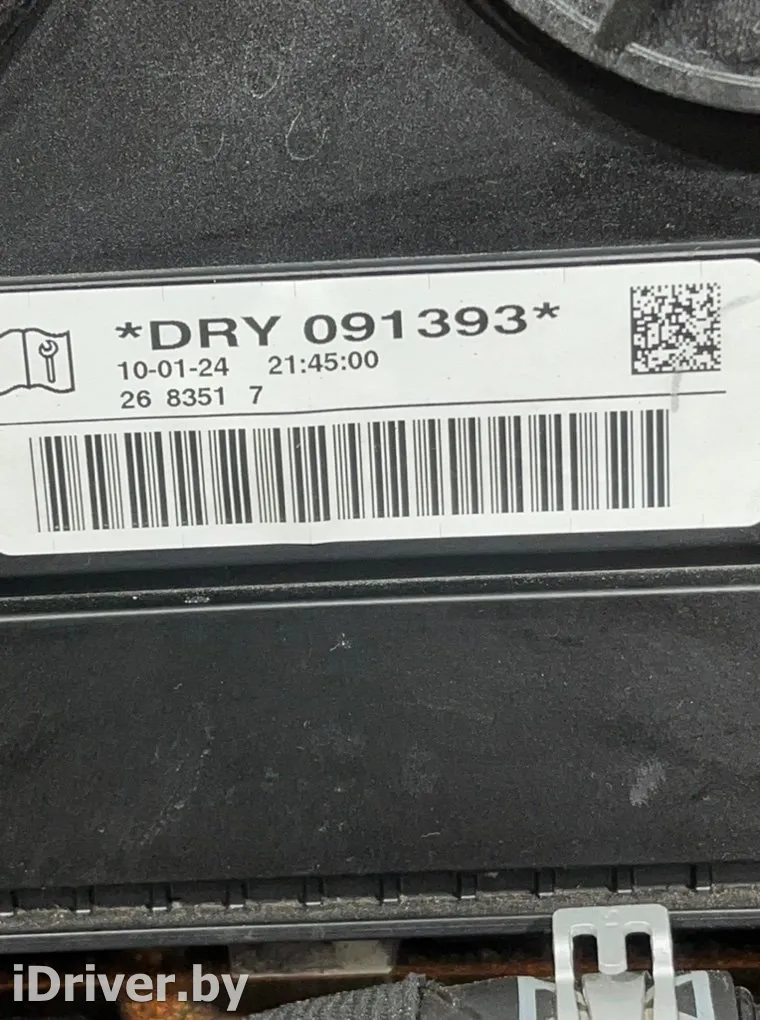 *DRY 091393*
10-01-24 21:45:00
26 8351 7
iDriver.by